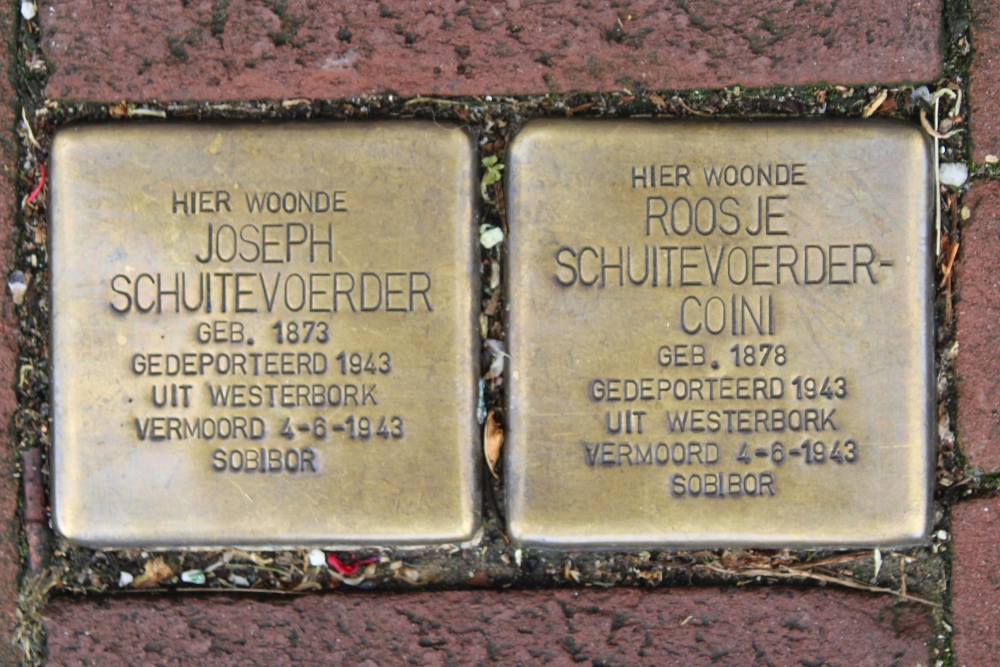 HIER WOONDE
JOSEPH
SCHUITEVOERDER
GEB. 1873
GEDEPORTEERD 1943
UIT WESTERBORK
VERMOORD 4-6-1943
SOBIBOR
HIER WOONDE
ROOSJE
SCHUITEVOERDER-
COINI
GEB. 1878
GEDEPORTEERD 1943
UIT WESTERBORK
VERMOORD 4-6-1943
SOBIBOR